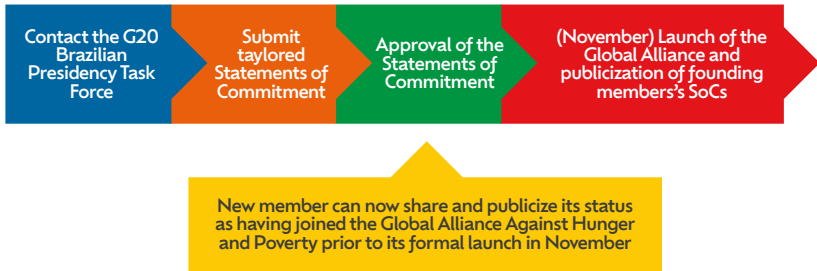 Contact the G20
Brazilian
Presidency Task
Force
Submit
taylored
Statements of
Commitment
Approval of the
Statements of
Commitment
(November) Launch of the
Global Alliance and
publicization of founding
members's SoCs
New member can now share and publicize its status
as having joined the Global Alliance Against Hunger
and Poverty prior to its formal launch in November